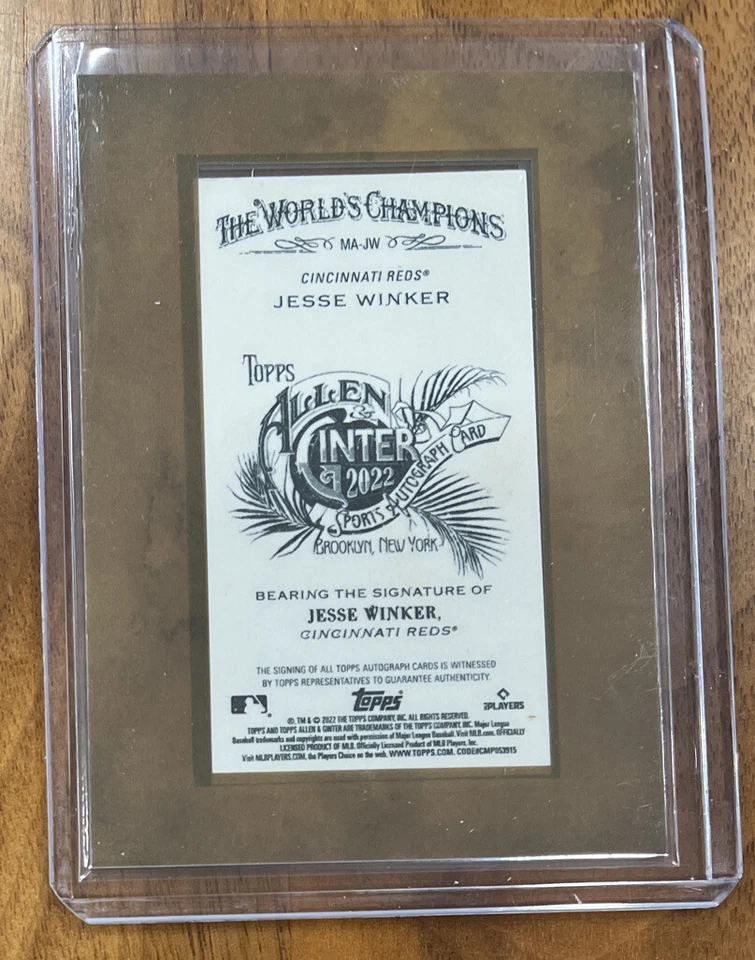 THE WORLD'S CHAMPIONS
MA-JW
CINCINNATI REDS®
JESSE WINKER
TOPPS
ALLEN &
GINTER
2022
SPORTS AUTOGRAPH CARD
BROOKLYN, NEW YORK
BEARING THE SIGNATURE OF
JESSE WINKER,
CINCINNATI REDS®
THE SIGNING OF ALL TOPPS AUTOGRAPH CARDS IS WITNESSED
BY TOPPS REPRESENTATIVES TO GUARANTEE AUTHENTICITY.
Topps
PLAYERS
®, TM & © 2022 THE TOPPS COMPANY, INC. ALL RIGHTS RESERVED.
TOPPS AND TOPPS ALLEN & GINTER ARE TRADEMARKS OF THE TOPPS COMPANY, INC. Major League
Baseball trademarks and copyrights are used with permission of Major League Baseball. Visit MLB.com. OFFICIALLY
LICENSED PRODUCT OF MLB. Officially Licensed Product of MLB Players, Inc.
Visit MLBPLAYERS.COM, the Players Choice on the web. WWW.TOPPS.COM. CODE#CMP053915